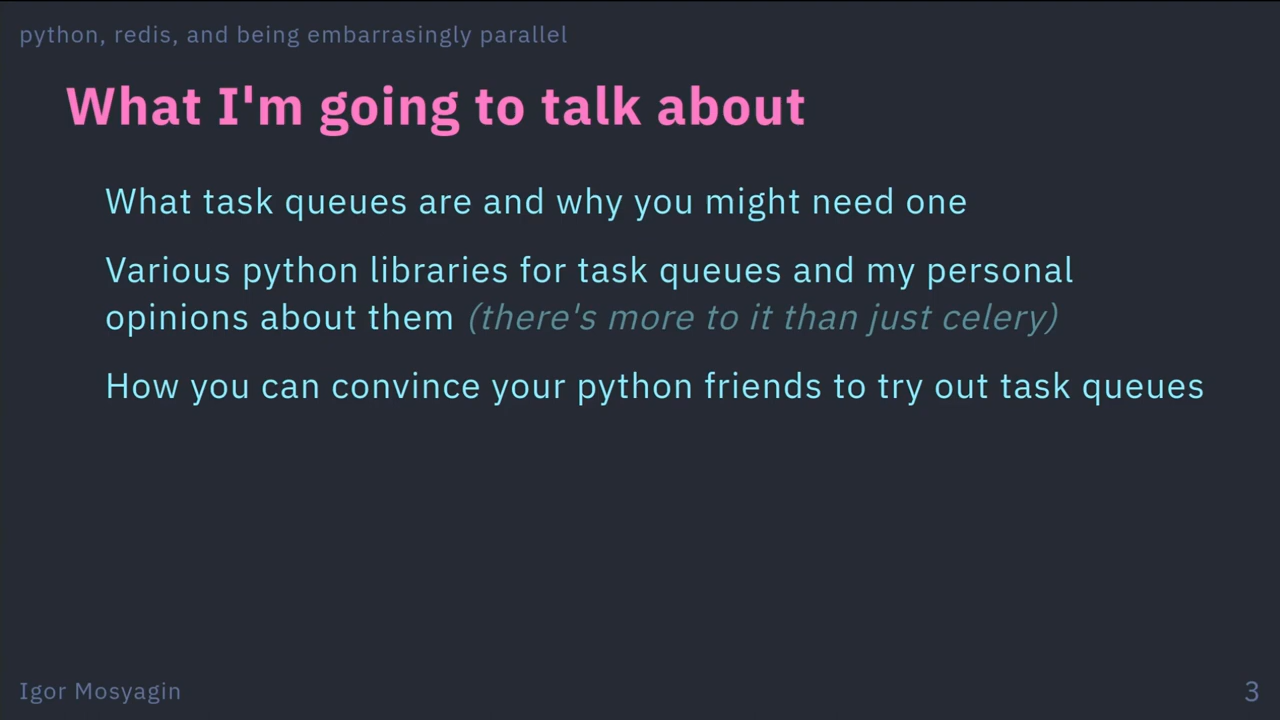 python, redis, and being embarrasingly parallel
What I'm going to talk about
What task queues are and why you might need one
Various python libraries for task queues and my personal
opinions about them (there's more to it than just celery)
How you can convince your python friends to try out task queues
Igor Mosyagin
3